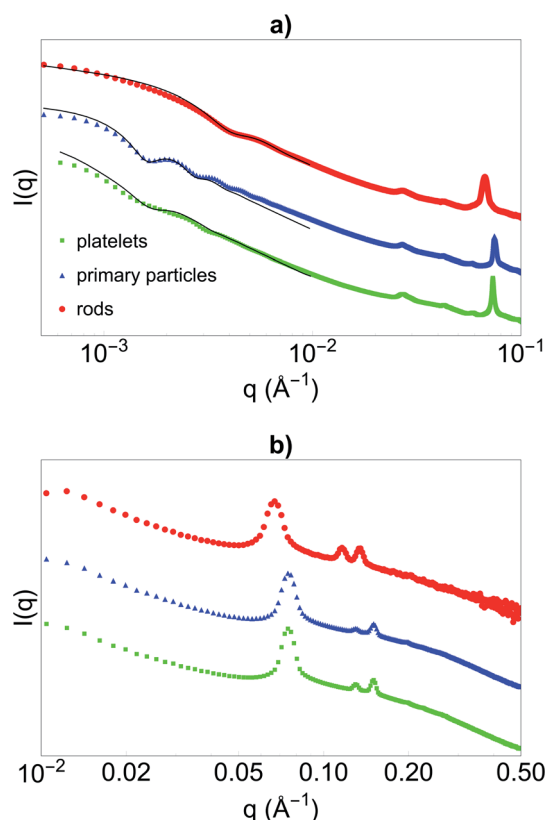 a)
I(q)
platelets
primary particles
rods
10⁻³ 10⁻² 10⁻¹
q (Å⁻¹)
b)
I(q)
10⁻² 0.02 0.05 0.10 0.20 0.50
q (Å⁻¹)